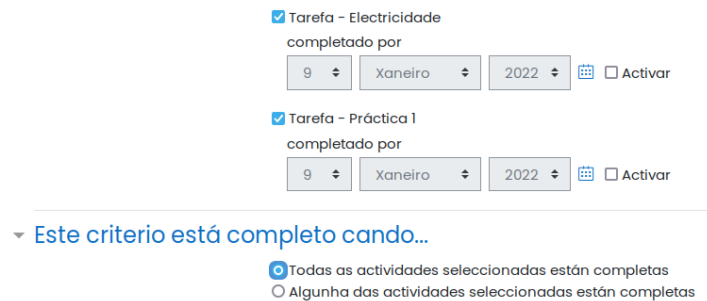 Tarefa - Electricidade
completado por
9 Xaneiro 2022 Activar
Tarefa - Práctica 1
completado por
9 Xaneiro 2022 Activar
Este criterio está completo cando...
Todas as actividades seleccionadas están completas
Algunha das actividades seleccionadas están completas